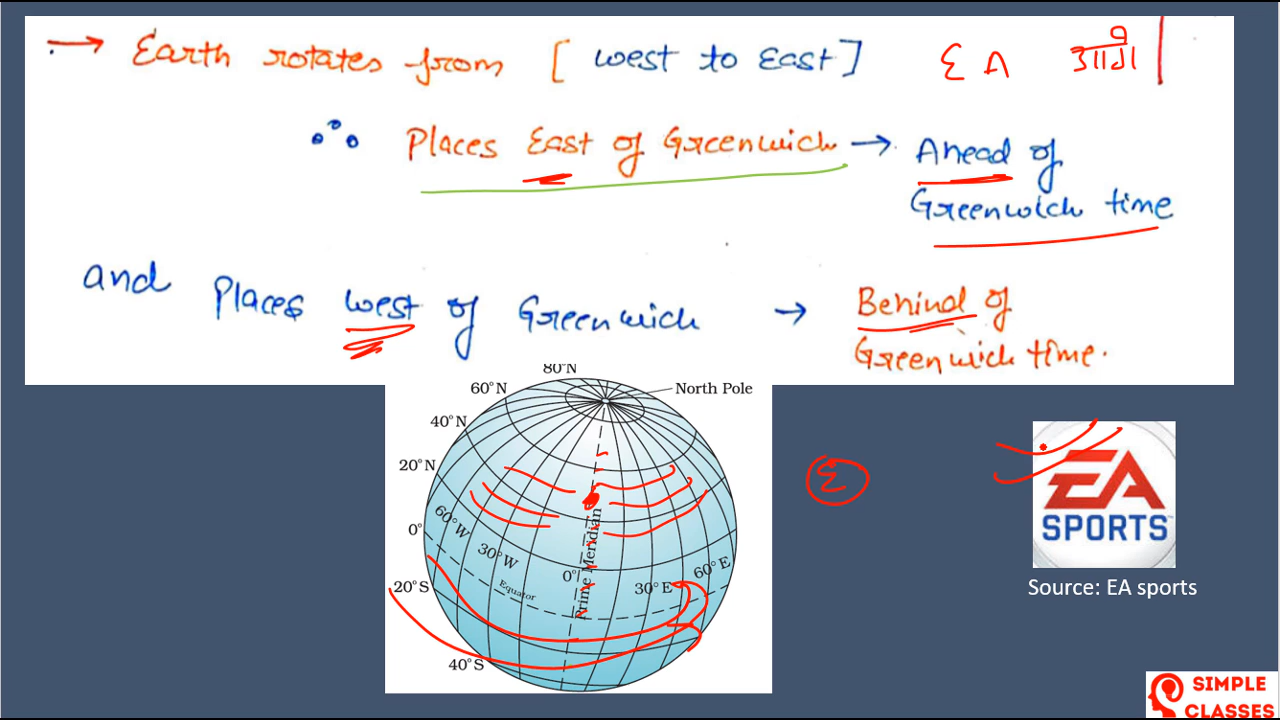 → Earth rotates from [ west to East ] E A आगे
∴ Places East of Greenwich → Ahead of
Greenwich time
and Places west of Greenwich → Behind of
Greenwich time.
80°N
60°N
North Pole
40°N
20°N
0°
60°W
30°W
Equator
0°
Prime Meridian
30°E
60°E
20°S
40°S
E
EA
SPORTS
Source: EA sports
SIMPLE
CLASSES